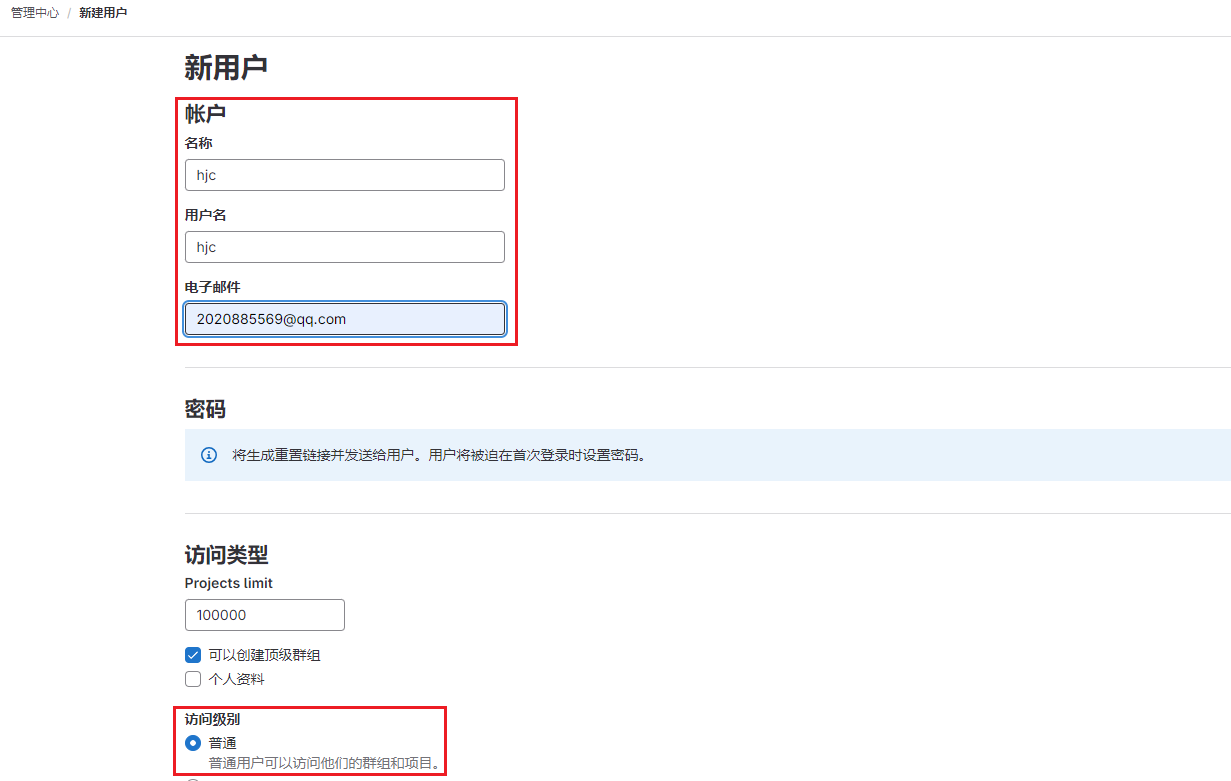 管理中心 / 新建用户
新用户
帐户
名称
hjc
用户名
hjc
电子邮件
2020885569@qq.com
密码
将生成重置链接并发送给用户。用户将被迫在首次登录时设置密码。
访问类型
Projects limit
100000
可以创建顶级群组
个人资料
访问级别
普通
普通用户可以访问他们的群组和项目。